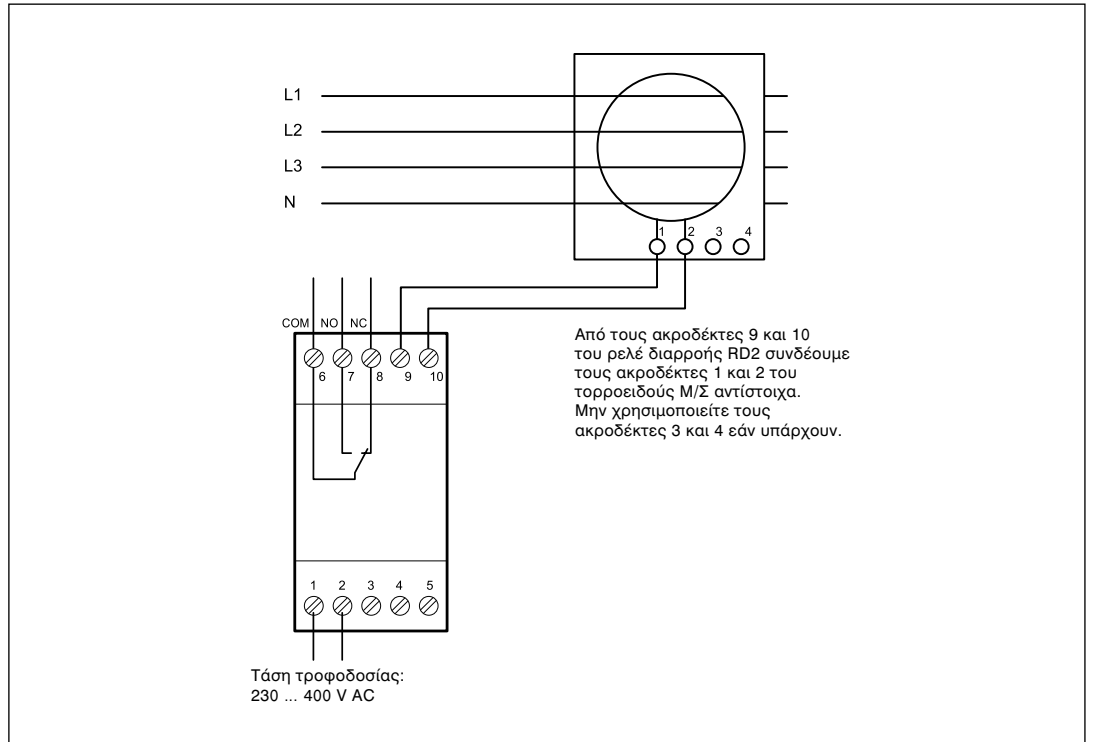 L1
L2
L3
N
1 2 3 4
COM NO NC
6 7 8 9 10
Από τους ακροδέκτες 9 και 10
του ρελέ διαρροής RD2 συνδέουμε
τους ακροδέκτες 1 και 2 του
τορροειδούς Μ/Σ αντίστοιχα.
Μην χρησιμοποιείτε τους
ακροδέκτες 3 και 4 εάν υπάρχουν.
1 2 3 4 5
Τάση τροφοδοσίας:
230 ... 400 V AC